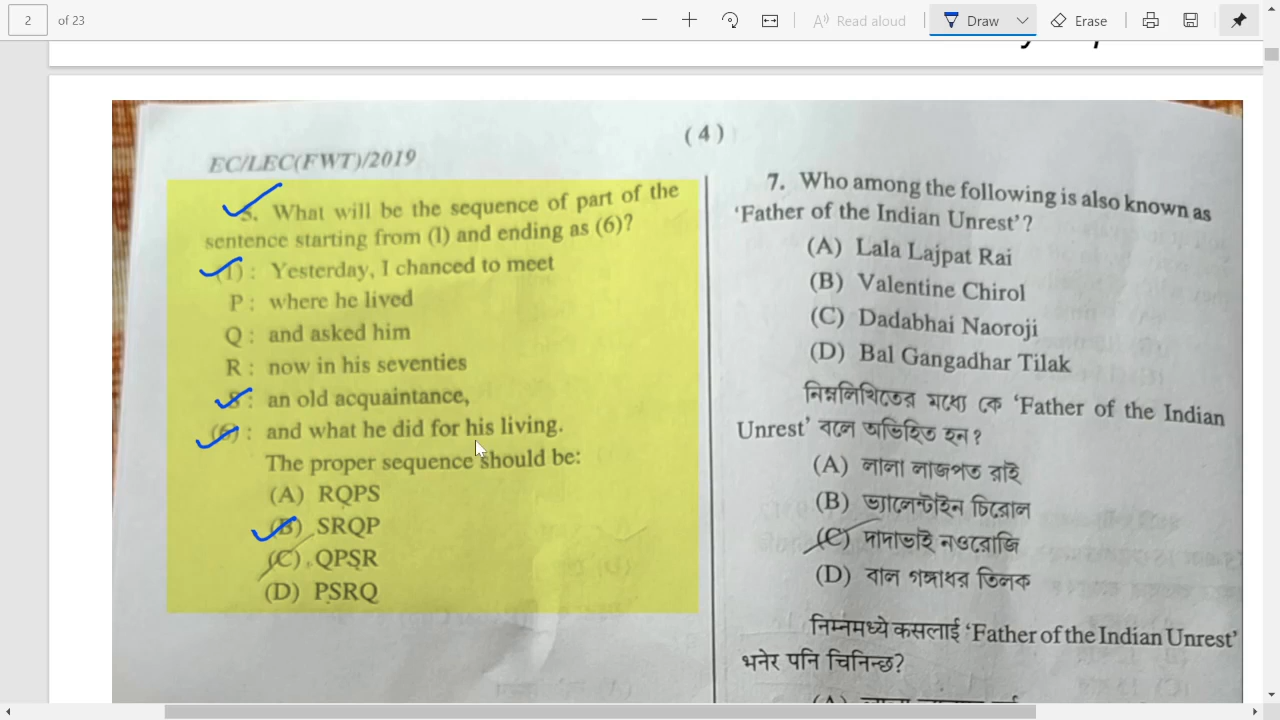 2 of 23
Read aloud
Draw
Erase
(4)
EC/LEC(FWT)/2019
5. What will be the sequence of part of the
sentence starting from (1) and ending as (6)?
(1) : Yesterday, I chanced to meet
P : where he lived
Q : and asked him
R : now in his seventies
S : an old acquaintance,
(6) : and what he did for his living.
The proper sequence should be:
(A) RQPS
(B) SRQP
(C) QPSR
(D) PSRQ
7. Who among the following is also known as
'Father of the Indian Unrest'?
(A) Lala Lajpat Rai
(B) Valentine Chirol
(C) Dadabhai Naoroji
(D) Bal Gangadhar Tilak
নিম্নলিখিতের মধ্যে কে 'Father of the Indian
Unrest' বলে অভিহিত হন?
(A) লালা লাজপত রাই
(B) ভ্যালেন্টাইন চিরোল
(C) দাদাভাই নওরোজি
(D) বাল গঙ্গাধর তিলক
निम्नमध्ये कसलाई 'Father of the Indian Unrest'
भनेर पनि चिनिन्छ?